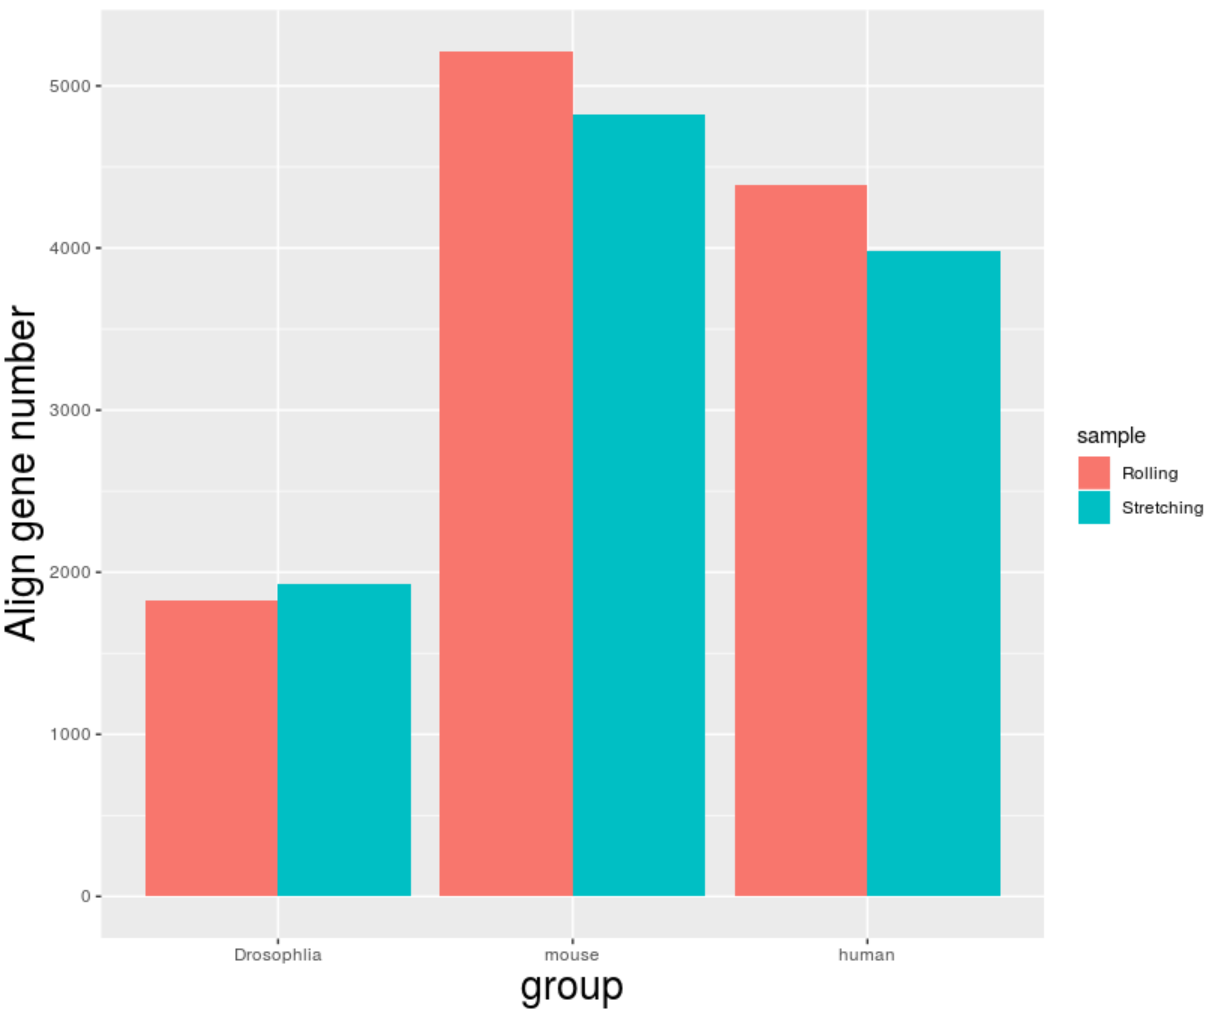 Align gene number
5000
4000
3000
2000
1000
0
Drosophlia mouse human
group
sample
Rolling
Stretching